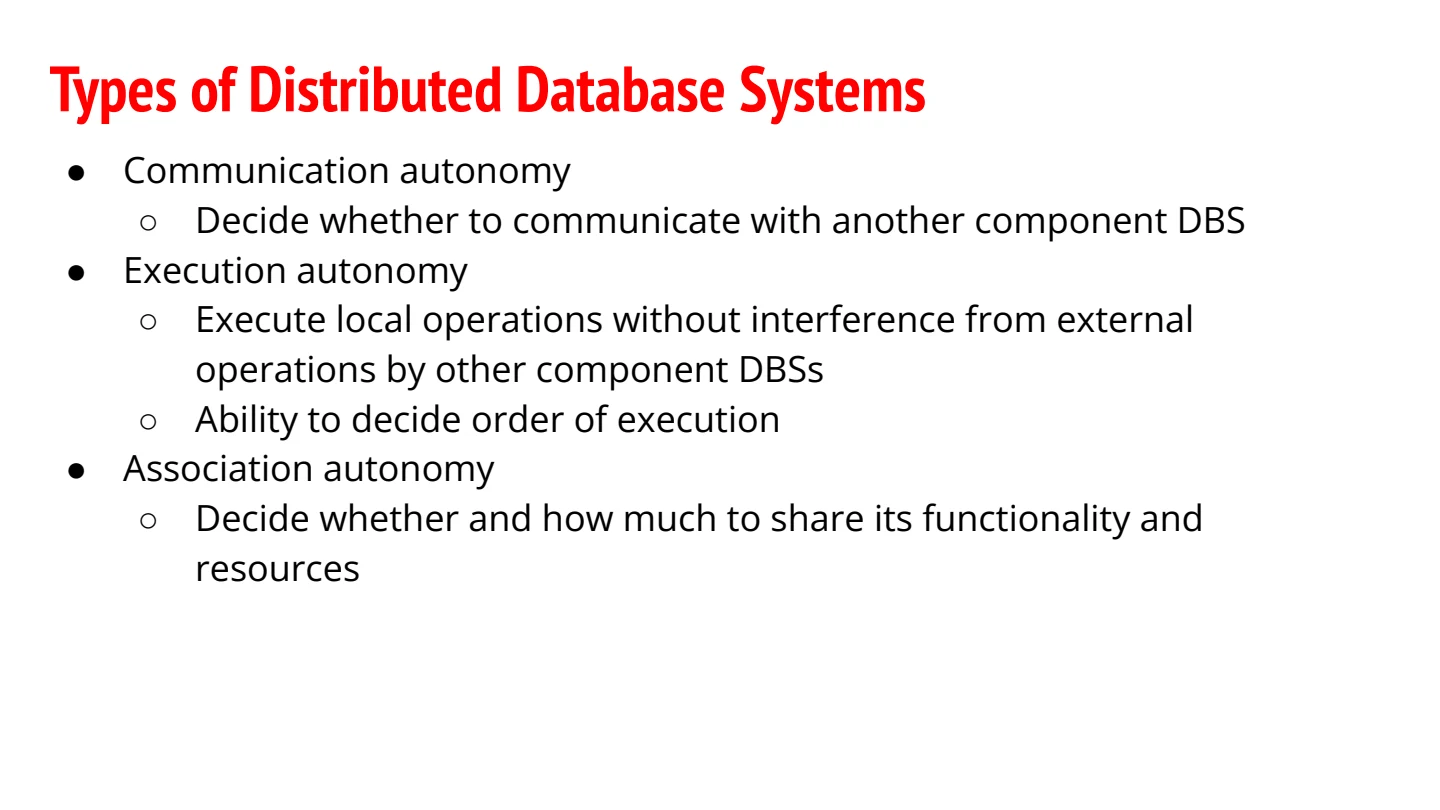 Types of Distributed Database Systems
● Communication autonomy
○ Decide whether to communicate with another component DBS
● Execution autonomy
○ Execute local operations without interference from external
operations by other component DBSs
○ Ability to decide order of execution
● Association autonomy
○ Decide whether and how much to share its functionality and
resources